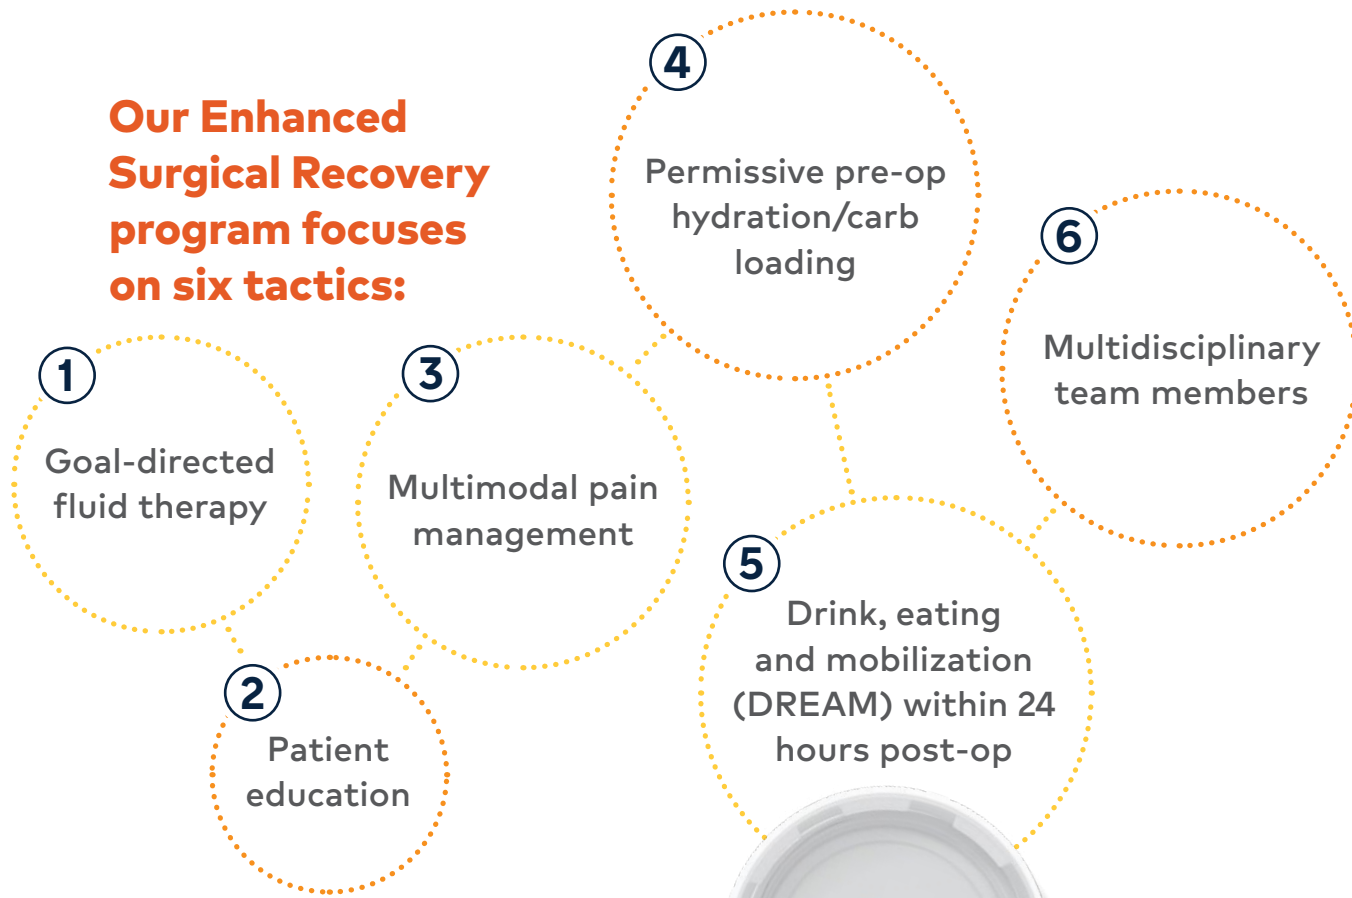 Our Enhanced
Surgical Recovery
program focuses
on six tactics:
1
Goal-directed
fluid therapy
2
Patient
education
3
Multimodal pain
management
4
Permissive pre-op
hydration/carb
loading
5
Drink, eating
and mobilization
(DREAM) within 24
hours post-op
6
Multidisciplinary
team members